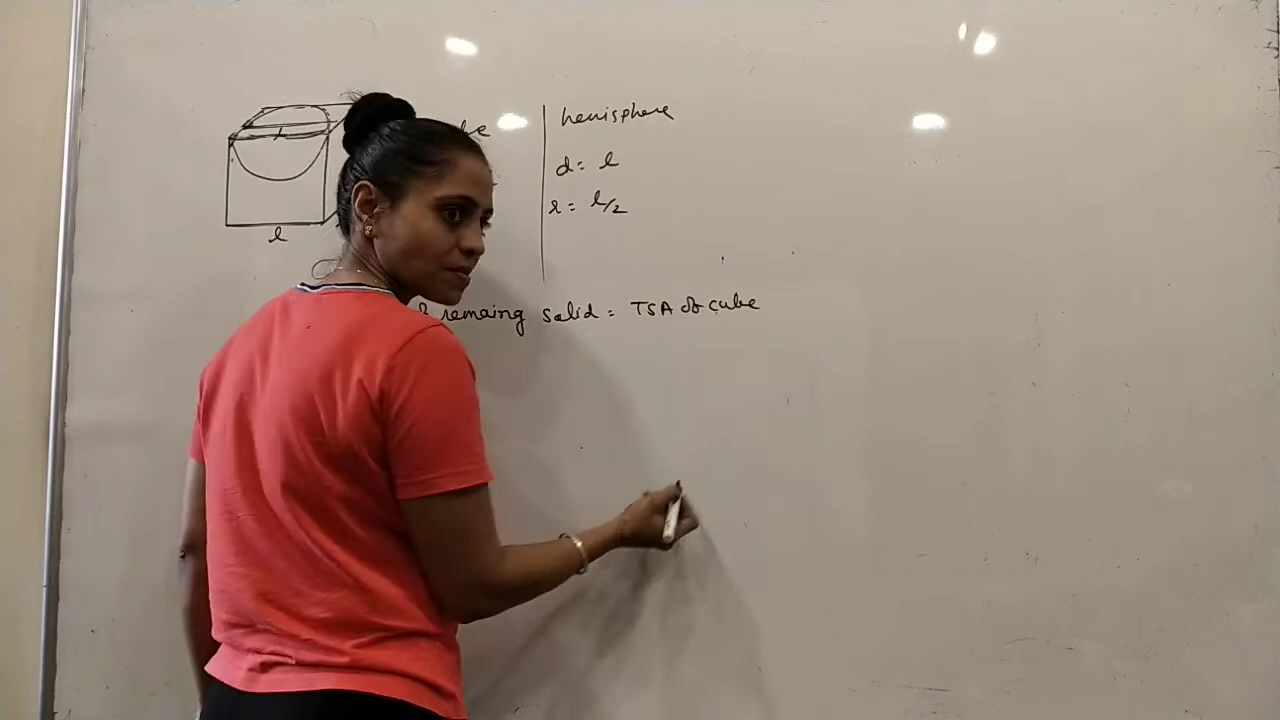 hemisphere
d = l
r = l/2
l
l
remaing solid = TSA of cube